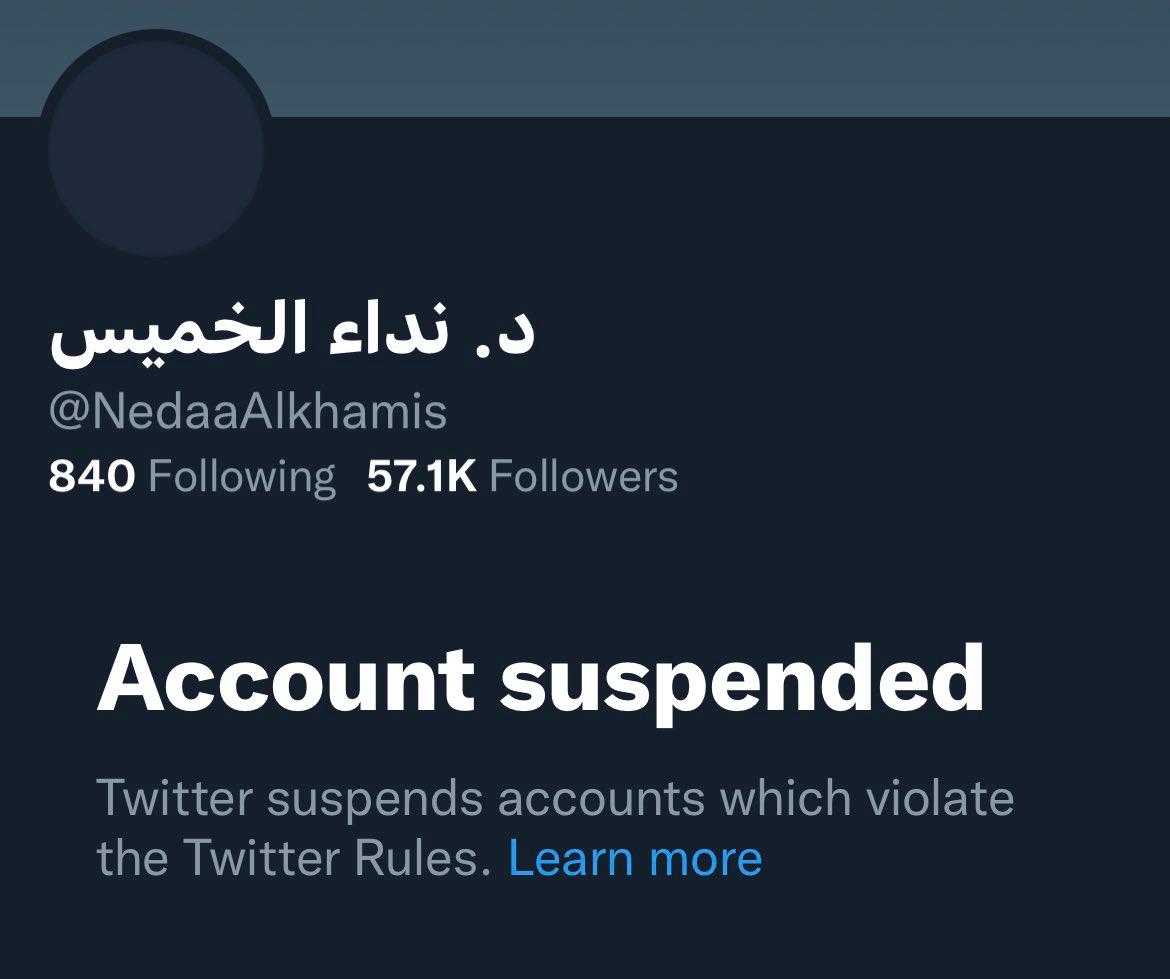 د. نداء الخميس
@NedaaAlkhamis
840 Following 57.1K Followers
Account suspended
Twitter suspends accounts which violate
the Twitter Rules. Learn more